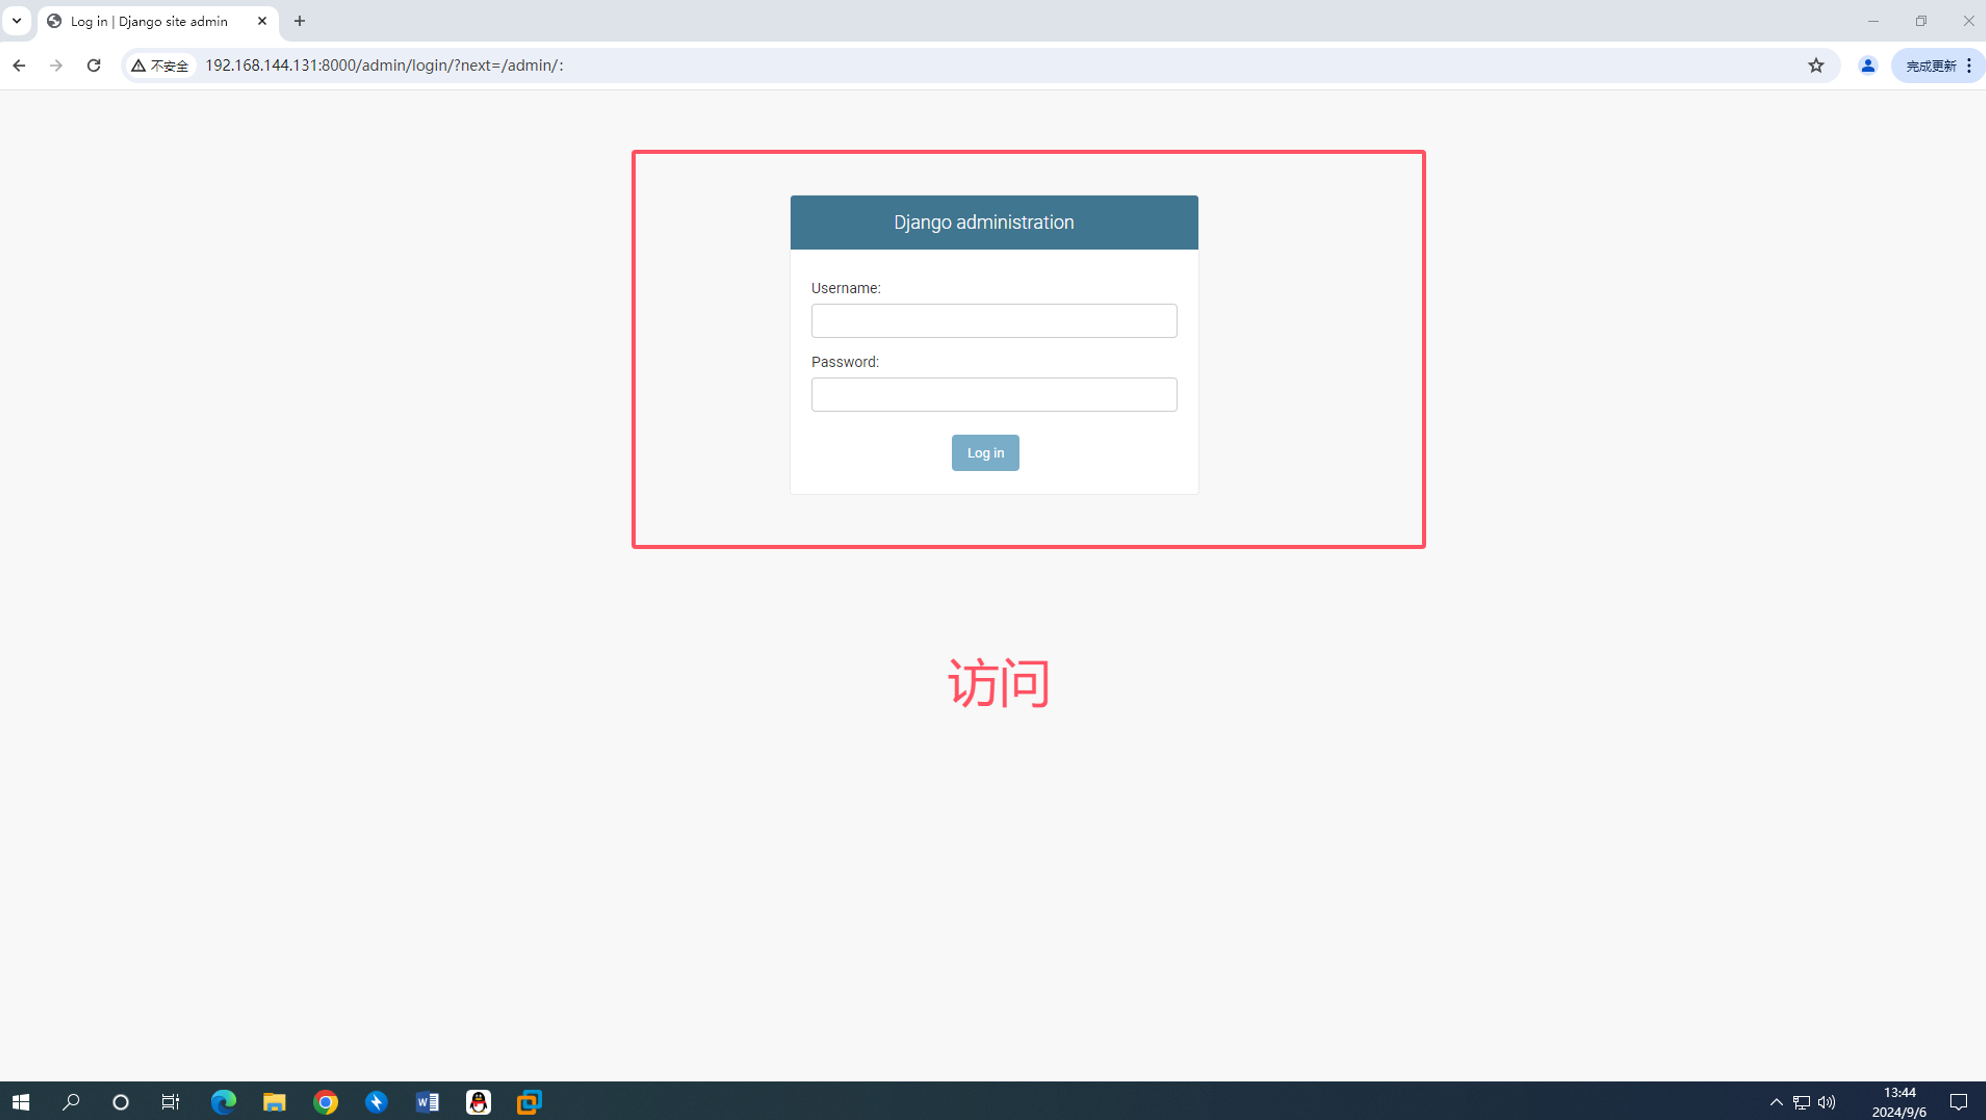 Log in | Django site admin
不安全
192.168.144.131:8000/admin/login/?next=/admin/:
完成更新
Django administration
Username:
Password:
Log in
访问
13:44
2024/9/6